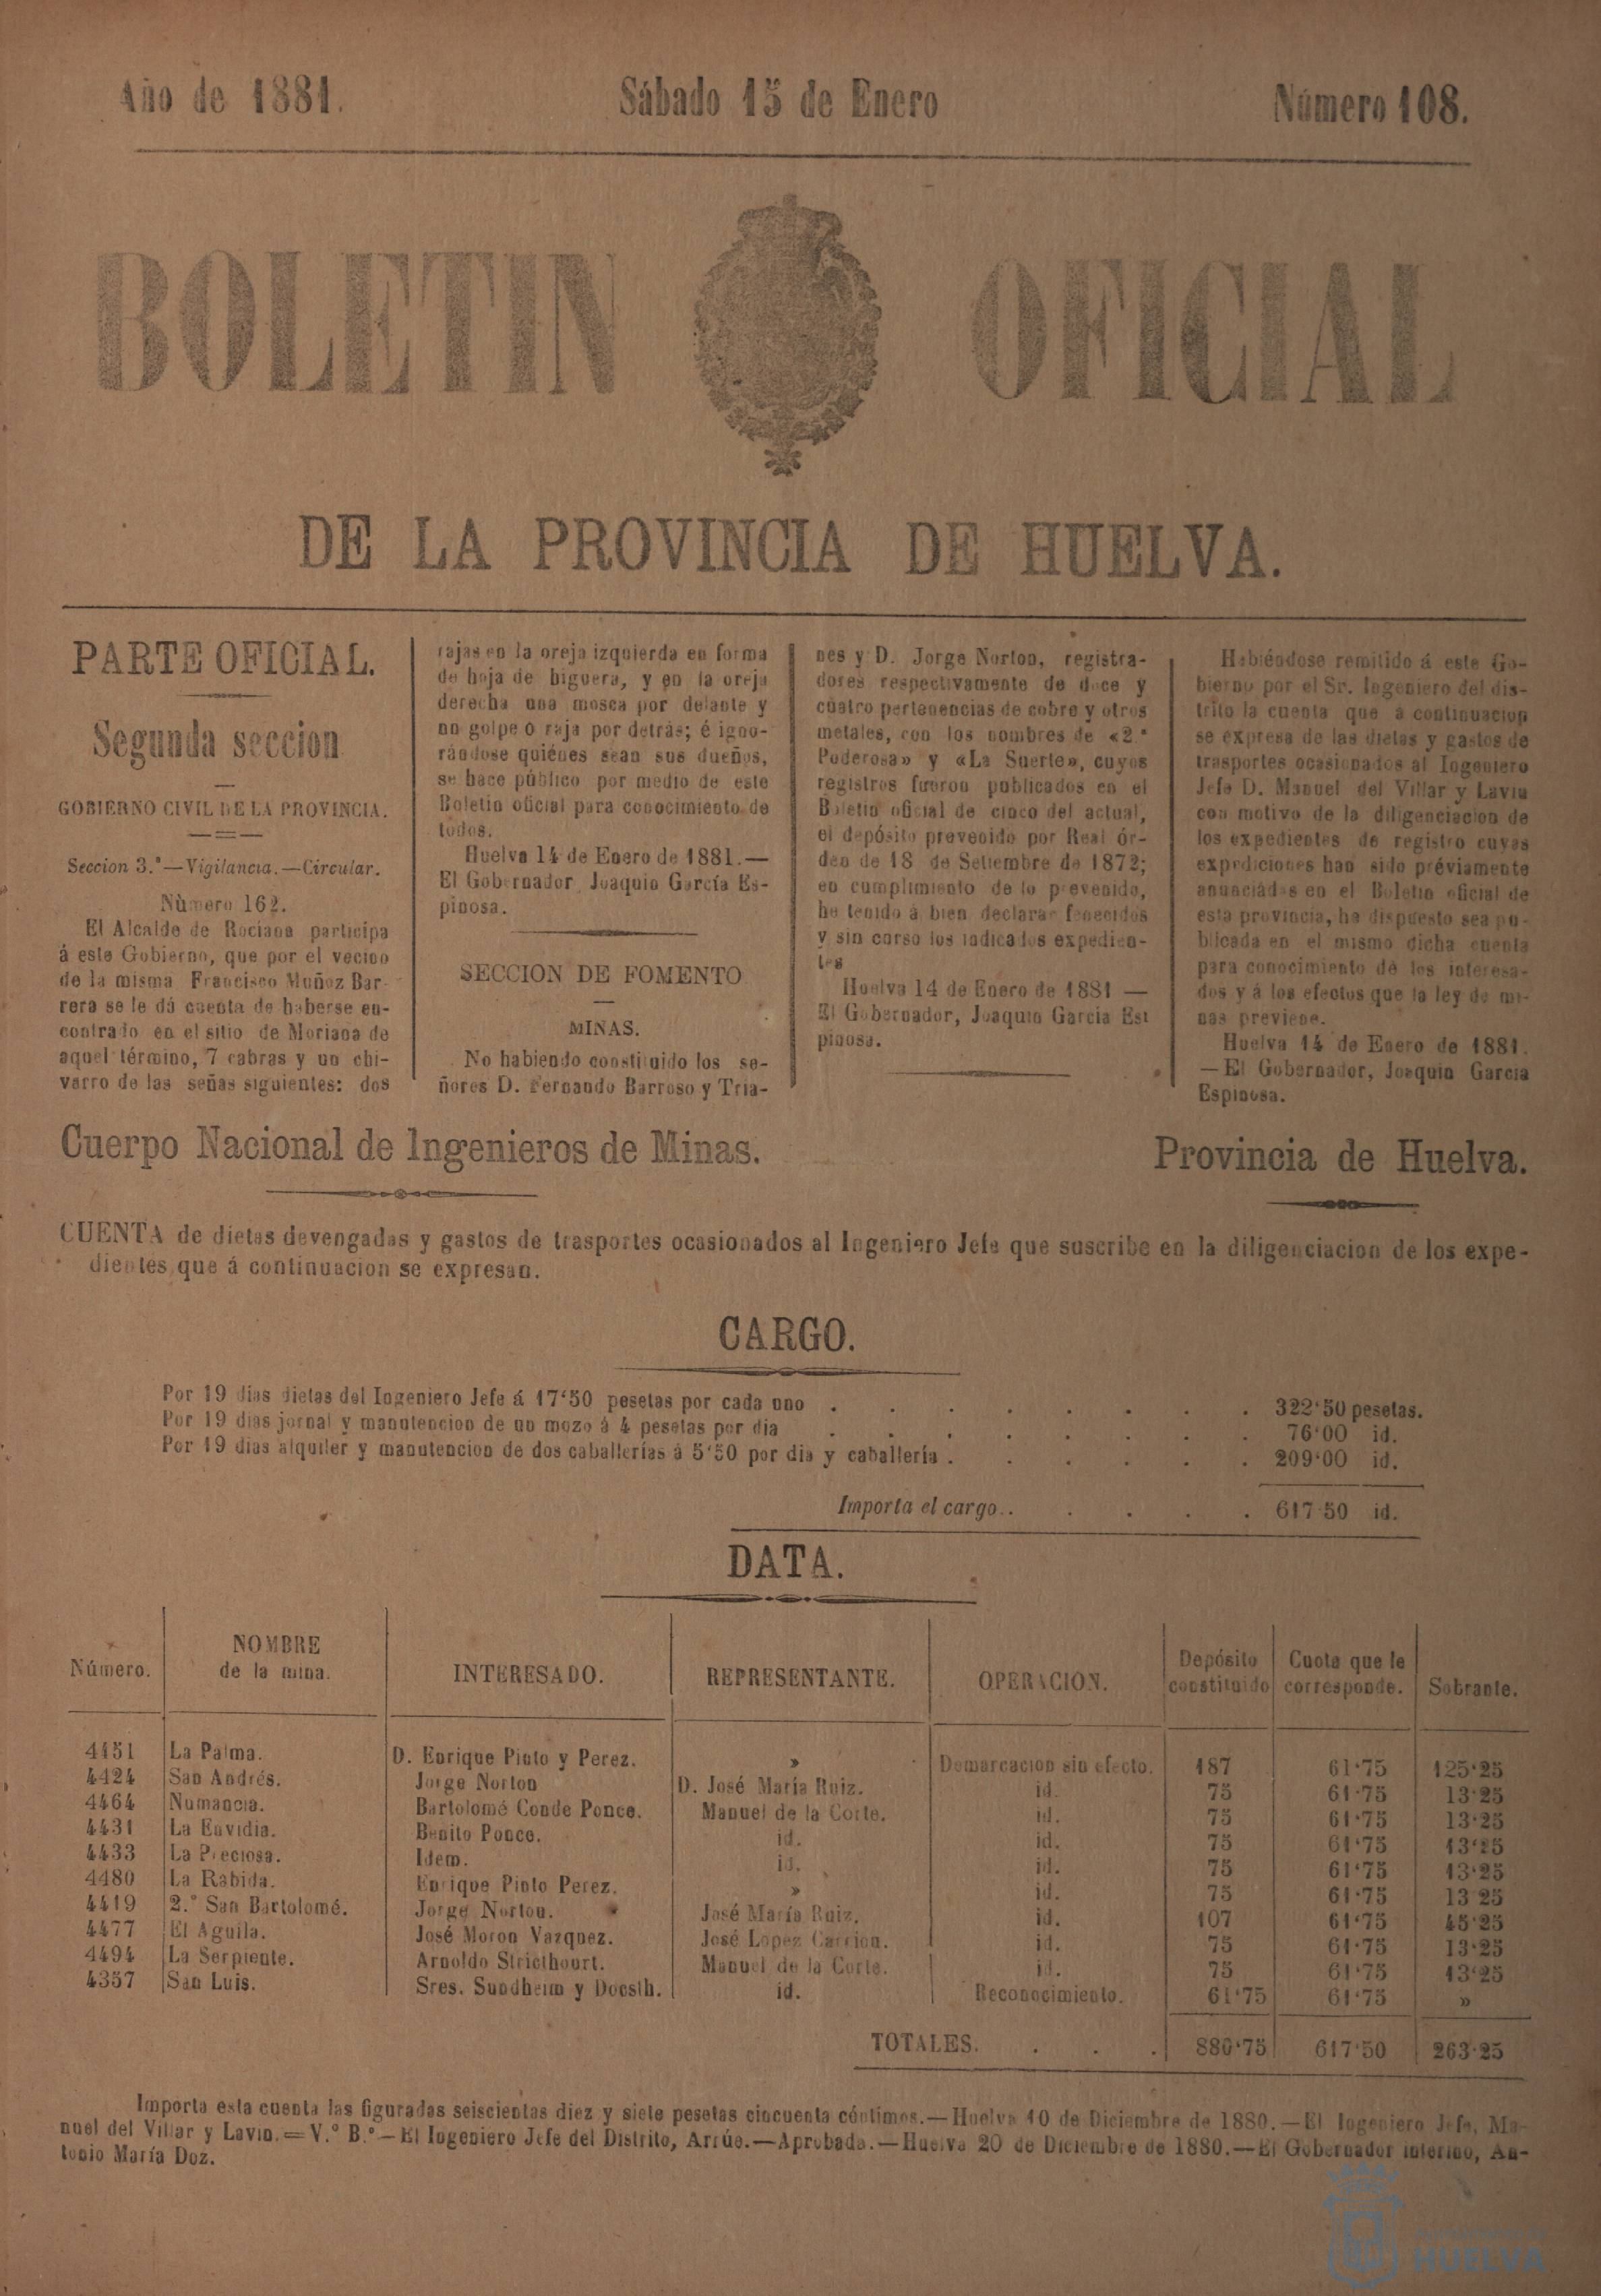 Año de 1881.
Sábado 15 de Enero
Número 108.
BOLETIN OFICIAL
DE LA PROVINCIA DE HUELVA.
PARTE OFICIAL.
Segunda seccion
GOBIERNO CIVIL DE LA PROVINCIA.
Seccion 3.ª—Vigilancia.—Circular.
Número 162.
El Alcalde de Rociana participa
á este Gobierno, que por el vecino
de la misma Francisco Muñoz Bar-
rera se le dá cuenta de haberse en-
contrado en el sitio de Moriana de
aquel término, 7 cabras y un chi-
varro de las señas siguientes: dos
rajas en la oreja izquierda en forma
de hoja de higuera, y en la oreja
derecha una mosca por delante y
un golpe ó raja por detrás; é igno-
rándose quiénes sean sus dueños,
se hace público por medio de este
Boletin oficial para conocimiento de
todos.
Huelva 14 de Enero de 1881.—
El Gobernador, Joaquin García Es-
pinosa.
SECCION DE FOMENTO
MINAS.
No habiendo constituido los se-
ñores D. Fernando Barroso y Tria-
nes y D. Jorge Norton, registra-
dores respectivamente de doce y
cuatro pertenencias de cobre y otros
metales, con los nombres de «2.ª
Poderosa» y «La Suerte», cuyos
registros fueron publicados en el
Boletin oficial de cinco del actual,
el depósito prevenido por Real ór-
den de 18 de Setiembre de 1872;
en cumplimiento de lo prevenido,
he tenido á bien declarar fenecidos
y sin curso los indicados expedien-
tes
Huelva 14 de Enero de 1881 —
El Gobernador, Joaquin García Est
pinosa.
Habiéndose remitido á este Go-
bierno por el Sr. Ingeniero del dis-
trito la cuenta que á continuacion
se expresa de las dietas y gastos de
trasportes ocasionados al Ingeniero
Jefe D. Manuel del Villar y Lavin
con motivo de la diligenciacion de
los expedientes de registro cuyas
expediciones han sido préviamente
anunciadas en el Boletin oficial de
esta provincia, he dispuesto sea pu-
blicada en el mismo dicha cuenta
para conocimiento de los interesa-
dos y á los efectos que la ley de mi-
nas previene.
Huelva 14 de Enero de 1881.
—El Gobernador, Joaquin García
Espinosa.
Cuerpo Nacional de Ingenieros de Minas.
Provincia de Huelva.
CUENTA de dietas devengadas y gastos de trasportes ocasionados al Ingeniero Jefe que suscribe en la diligenciacion de los expe-
dientes que á continuacion se expresan.
CARGO.
Por 19 dias dietas del Ingeniero Jefe á 17'50 pesetas por cada uno . . . . . . . . 322'50 pesetas.
Por 19 dias jornal y manutencion de un mozo á 4 pesetas por dia . . . . . . . . 76'00 id.
Por 19 dias alquiler y manutencion de dos caballerías á 5'50 por dia y caballería . . . . . . 209'00 id.
Importa el cargo. . . . . . 617'50 id.
DATA.
Número. NOMBRE de la mina. INTERESADO. REPRESENTANTE. OPERACION. Depósito constituido Cuota que le corresponde. Sobrante.
4451 La Palma. D. Enrique Pinto y Perez. » Demarcacion sin efecto. 187 61'75 125'25
4424 San Andrés. Jorge Norton D. José María Ruiz. id. 75 61'75 13'25
4464 Numancia. Bartolomé Conde Ponce. Manuel de la Corte. id. 75 61'75 13'25
4431 La Envidia. Benito Ponce. id. id. 75 61'75 13'25
4433 La Preciosa. Idem. id. id. 75 61'75 13'25
4480 La Rabida. Enrique Pinto Perez. » id. 75 61'75 13'25
4419 2.º San Bartolomé. Jorge Norton. José María Ruiz. id. 107 61'75 45'25
4477 El Aguila. José Moron Vazquez. José Lopez Carrion. id. 75 61'75 13'25
4494 La Serpiente. Arnoldo Stricthourt. Manuel de la Corte. id. 75 61'75 13'25
4357 San Luis. Sres. Sundheim y Doesth. id. Reconocimiento. 61'75 61'75 »
TOTALES. . . . 880'75 617'50 263'25
Importa esta cuenta las figuradas seiscientas diez y siete pesetas cincuenta céntimos.—Huelva 10 de Diciembre de 1880.—El Ingeniero Jefe, Ma-
nuel del Villar y Lavin.=V.º B.º—El Ingeniero Jefe del Distrito, Arrúe.—Aprobada.—Huelva 20 de Diciembre de 1880.—El Gobernador interino, An-
tonio María Doz.
HUELVA